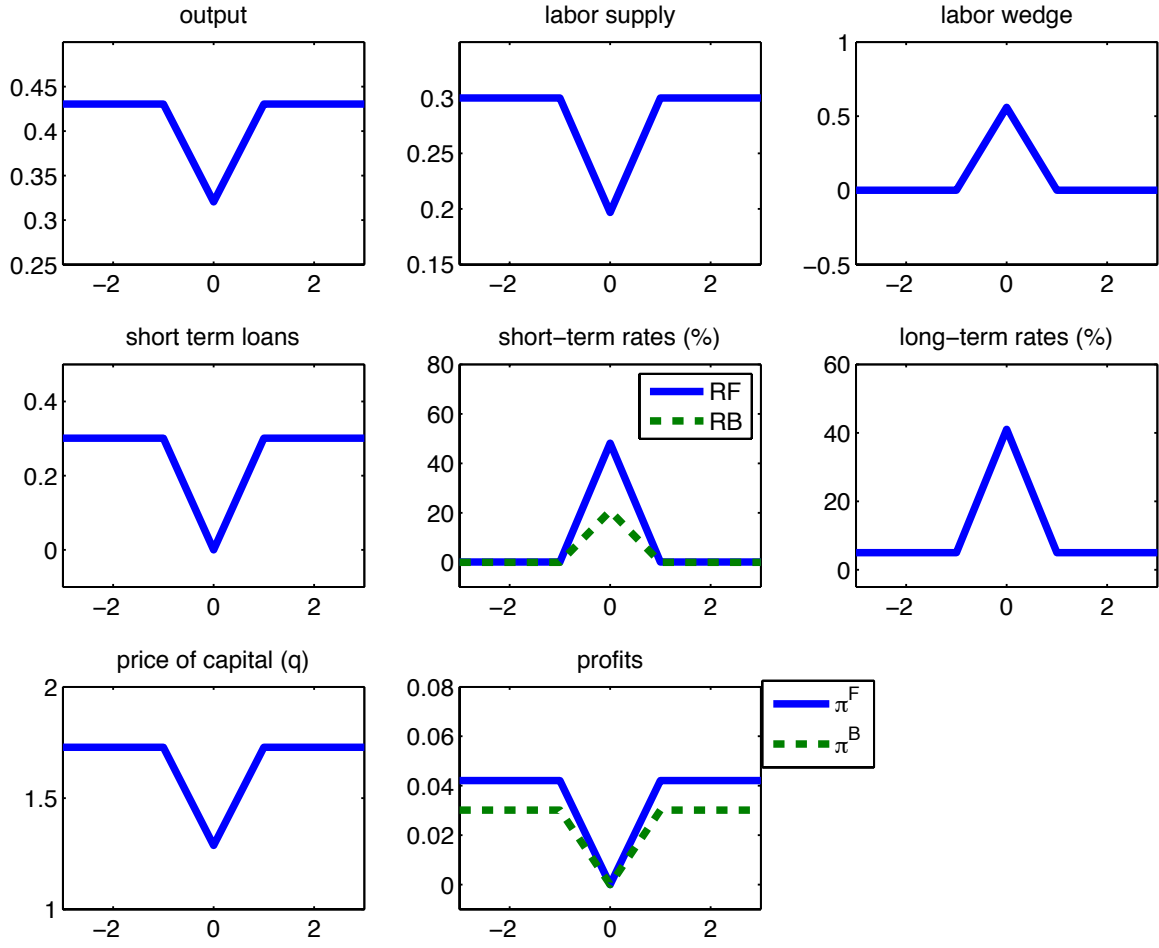 output
0.45
0.4
0.35
0.3
0.25
−2 0 2
labor supply
0.3
0.25
0.2
0.15
−2 0 2
labor wedge
1
0.5
0
−0.5
−2 0 2
short term loans
0.4
0.2
0
−2 0 2
short−term rates (%)
80
60
40
20
0
RF
RB
−2 0 2
long−term rates (%)
60
40
20
0
−2 0 2
price of capital (q)
2
1.5
1
−2 0 2
profits
0.08
0.06
0.04
0.02
0
π^F
π^B
−2 0 2